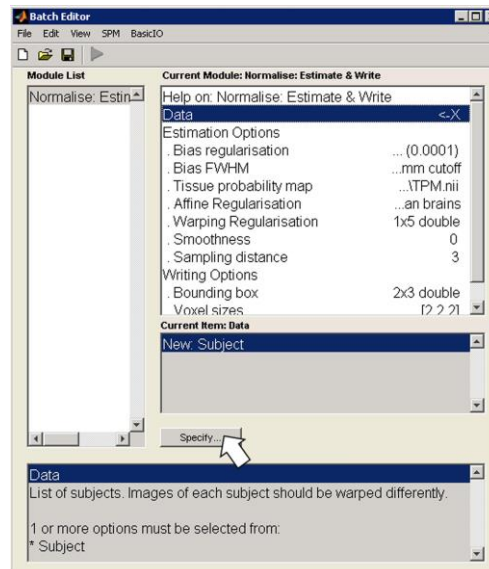 Batch Editor
File Edit View SPM BasicIO
Module List
Current Module: Normalise: Estimate & Write
Normalise: Estin
Help on: Normalise: Estimate & Write
Data <-X
Estimation Options
. Bias regularisation ... (0.0001)
. Bias FWHM ...mm cutoff
. Tissue probability map ...\TPM.nii
. Affine Regularisation ...an brains
. Warping Regularisation 1x5 double
. Smoothness 0
. Sampling distance 3
Writing Options
. Bounding box 2x3 double
. Voxel sizes [2 2 2]
Current Item: Data
New: Subject
Specify...
Data
List of subjects. Images of each subject should be warped differently.
1 or more options must be selected from:
* Subject